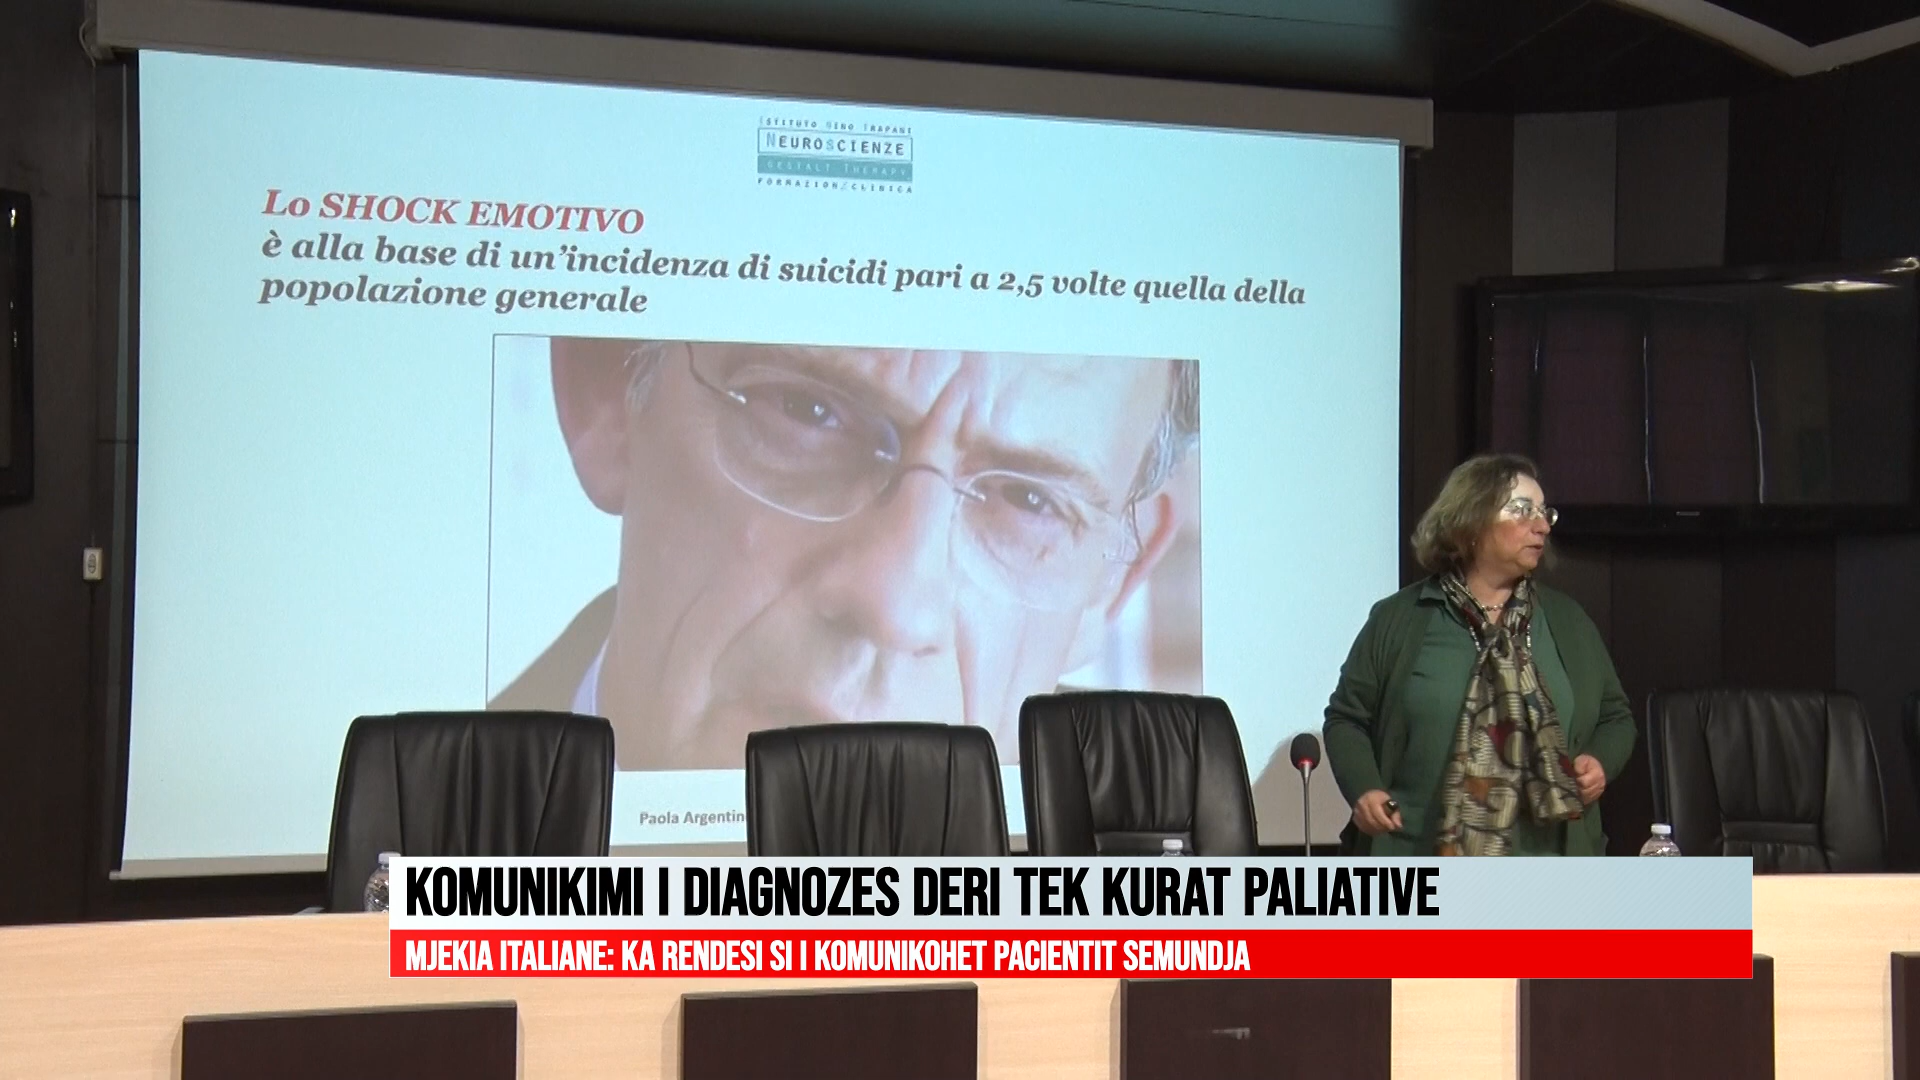 ISTITUTO NINO TRAPANI
NEUROSCIENZE
GESTALT THERAPY
FORMAZIONE CLINICA
Lo SHOCK EMOTIVO
è alla base di un'incidenza di suicidi pari a 2,5 volte quella della
popolazione generale
Paola Argentin
KOMUNIKIMI I DIAGNOZES DERI TEK KURAT PALIATIVE
MJEKIA ITALIANE: KA RENDESI SI I KOMUNIKOHET PACIENTIT SEMUNDJA